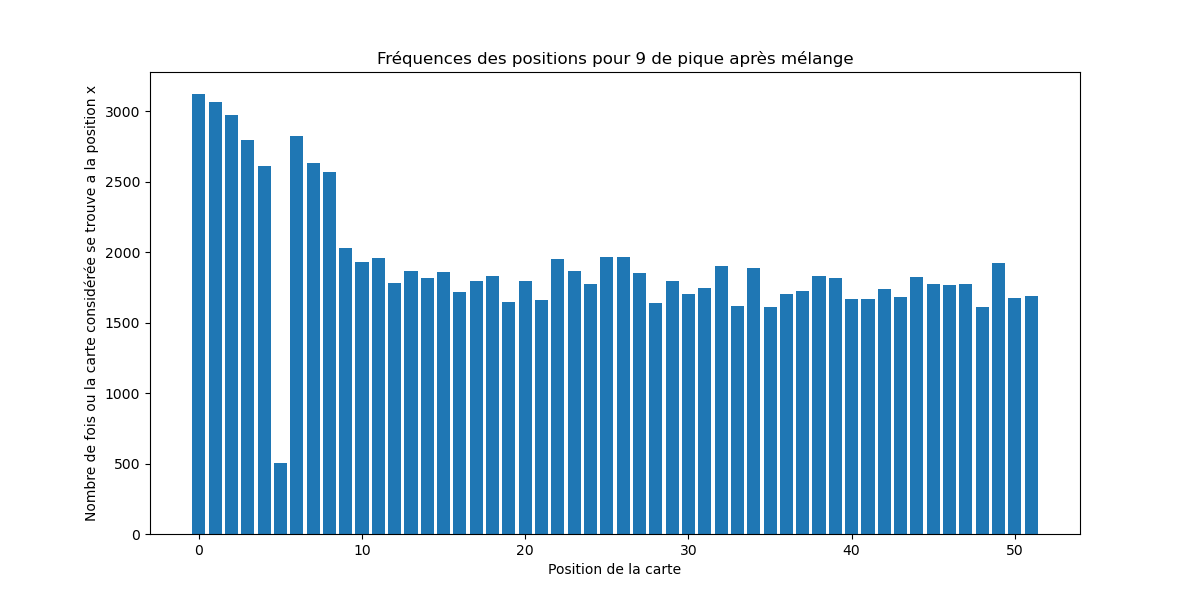 Fréquences des positions pour 9 de pique après mélange
Nombre de fois ou la carte considérée se trouve a la position x
3000
2500
2000
1500
1000
500
0
0 10 20 30 40 50
Position de la carte